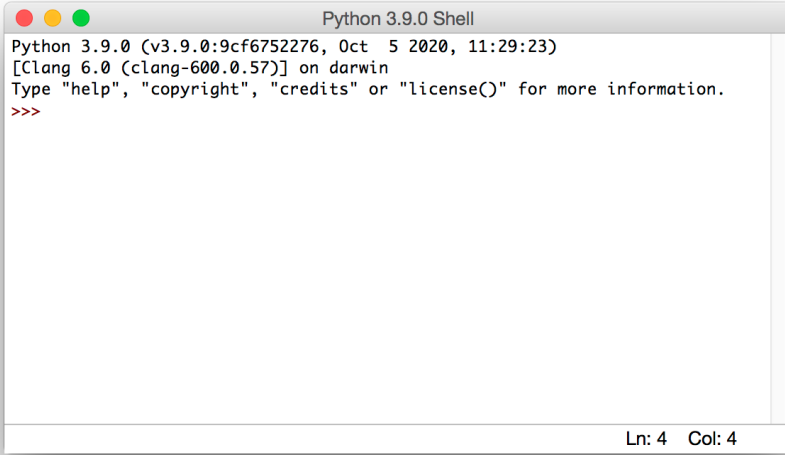 Python 3.9.0 Shell
Python 3.9.0 (v3.9.0:9cf6752276, Oct  5 2020, 11:29:23)
[Clang 6.0 (clang-600.0.57)] on darwin
Type "help", "copyright", "credits" or "license()" for more information.
>>>
Ln: 4 Col: 4